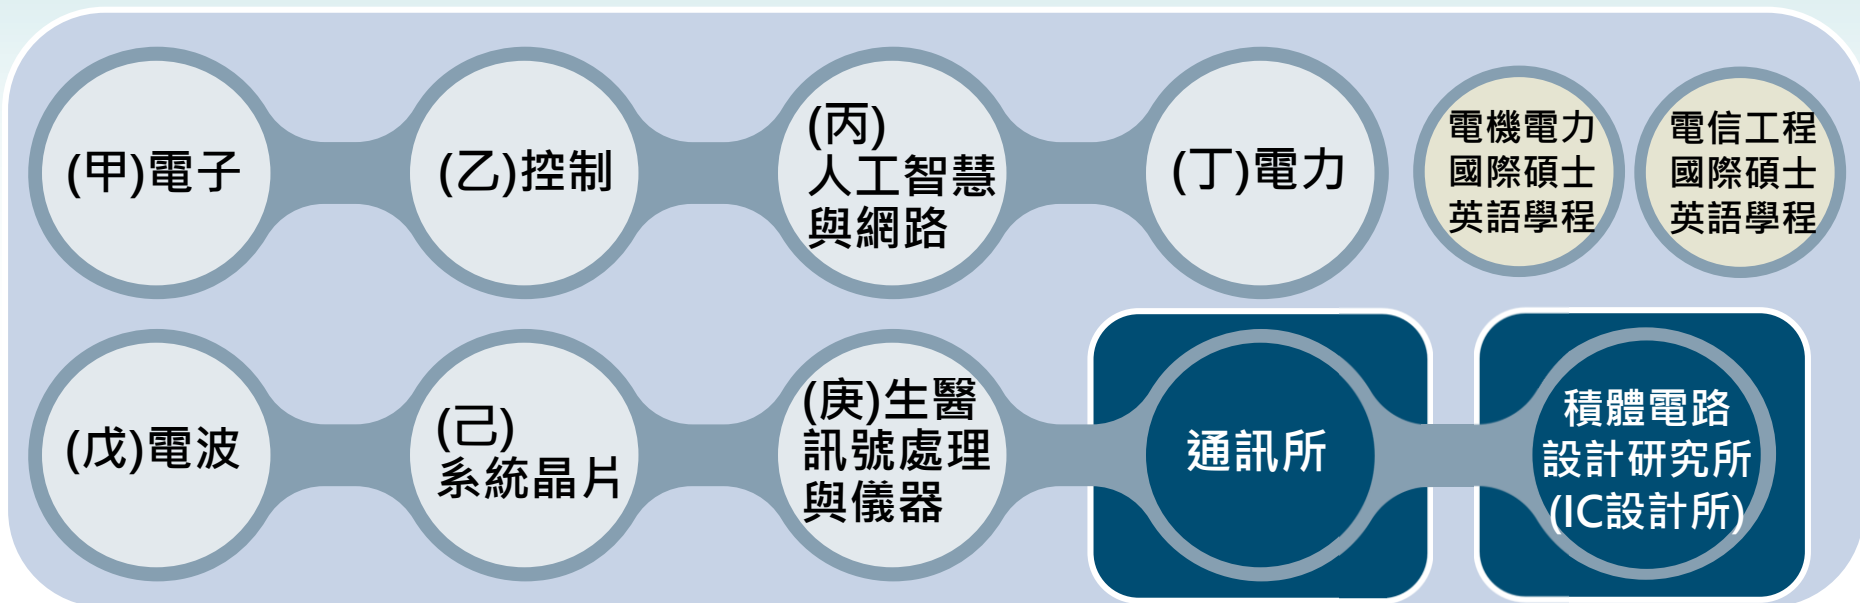 (甲)電子
(乙)控制
(丙)
人工智慧
與網路
(丁)電力
電機電力
國際碩士
英語學程
電信工程
國際碩士
英語學程
(戊)電波
(己)
系統晶片
(庚)生醫
訊號處理
與儀器
通訊所
積體電路
設計研究所
(IC設計所)